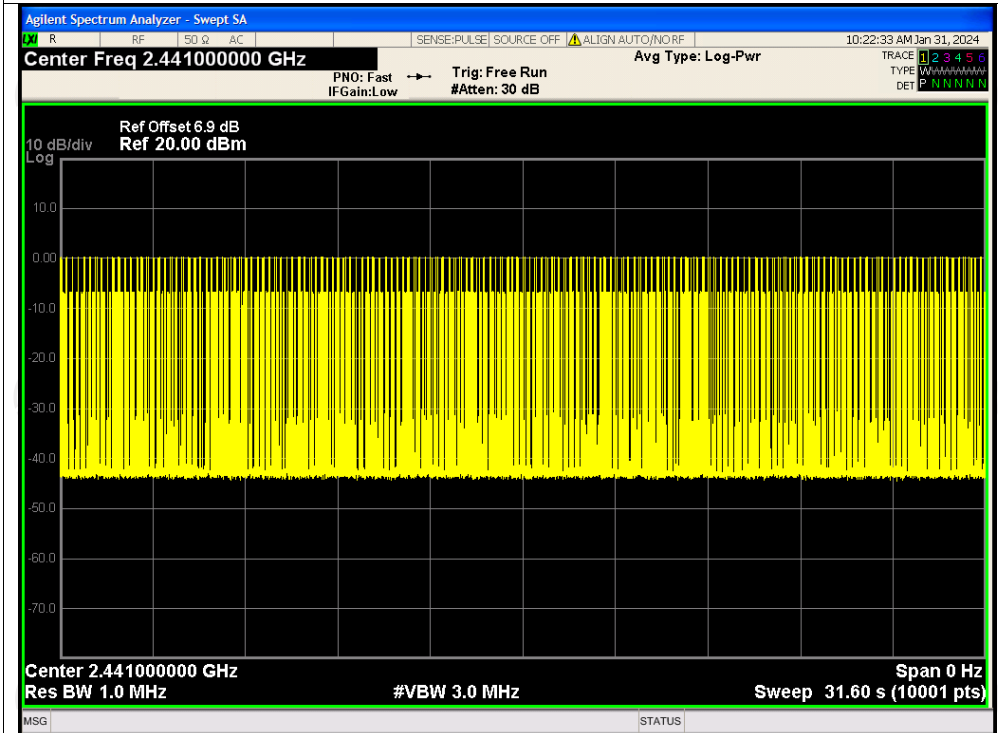 Agilent Spectrum Analyzer - Swept SA
LXI R RF 50 Ω AC SENSE:PULSE SOURCE OFF ALIGN AUTO/NO RF 10:22:33 AM Jan 31, 2024
Center Freq 2.441000000 GHz Avg Type: Log-Pwr TRACE 1 2 3 4 5 6
PNO: Fast Trig: Free Run TYPE WWWWWW
IFGain:Low #Atten: 30 dB DET P N N N N N
Ref Offset 6.9 dB
10 dB/div Ref 20.00 dBm
Log
10.0
0.00
-10.0
-20.0
-30.0
-40.0
-50.0
-60.0
-70.0
Center 2.441000000 GHz Span 0 Hz
Res BW 1.0 MHz #VBW 3.0 MHz Sweep 31.60 s (10001 pts)
MSG STATUS